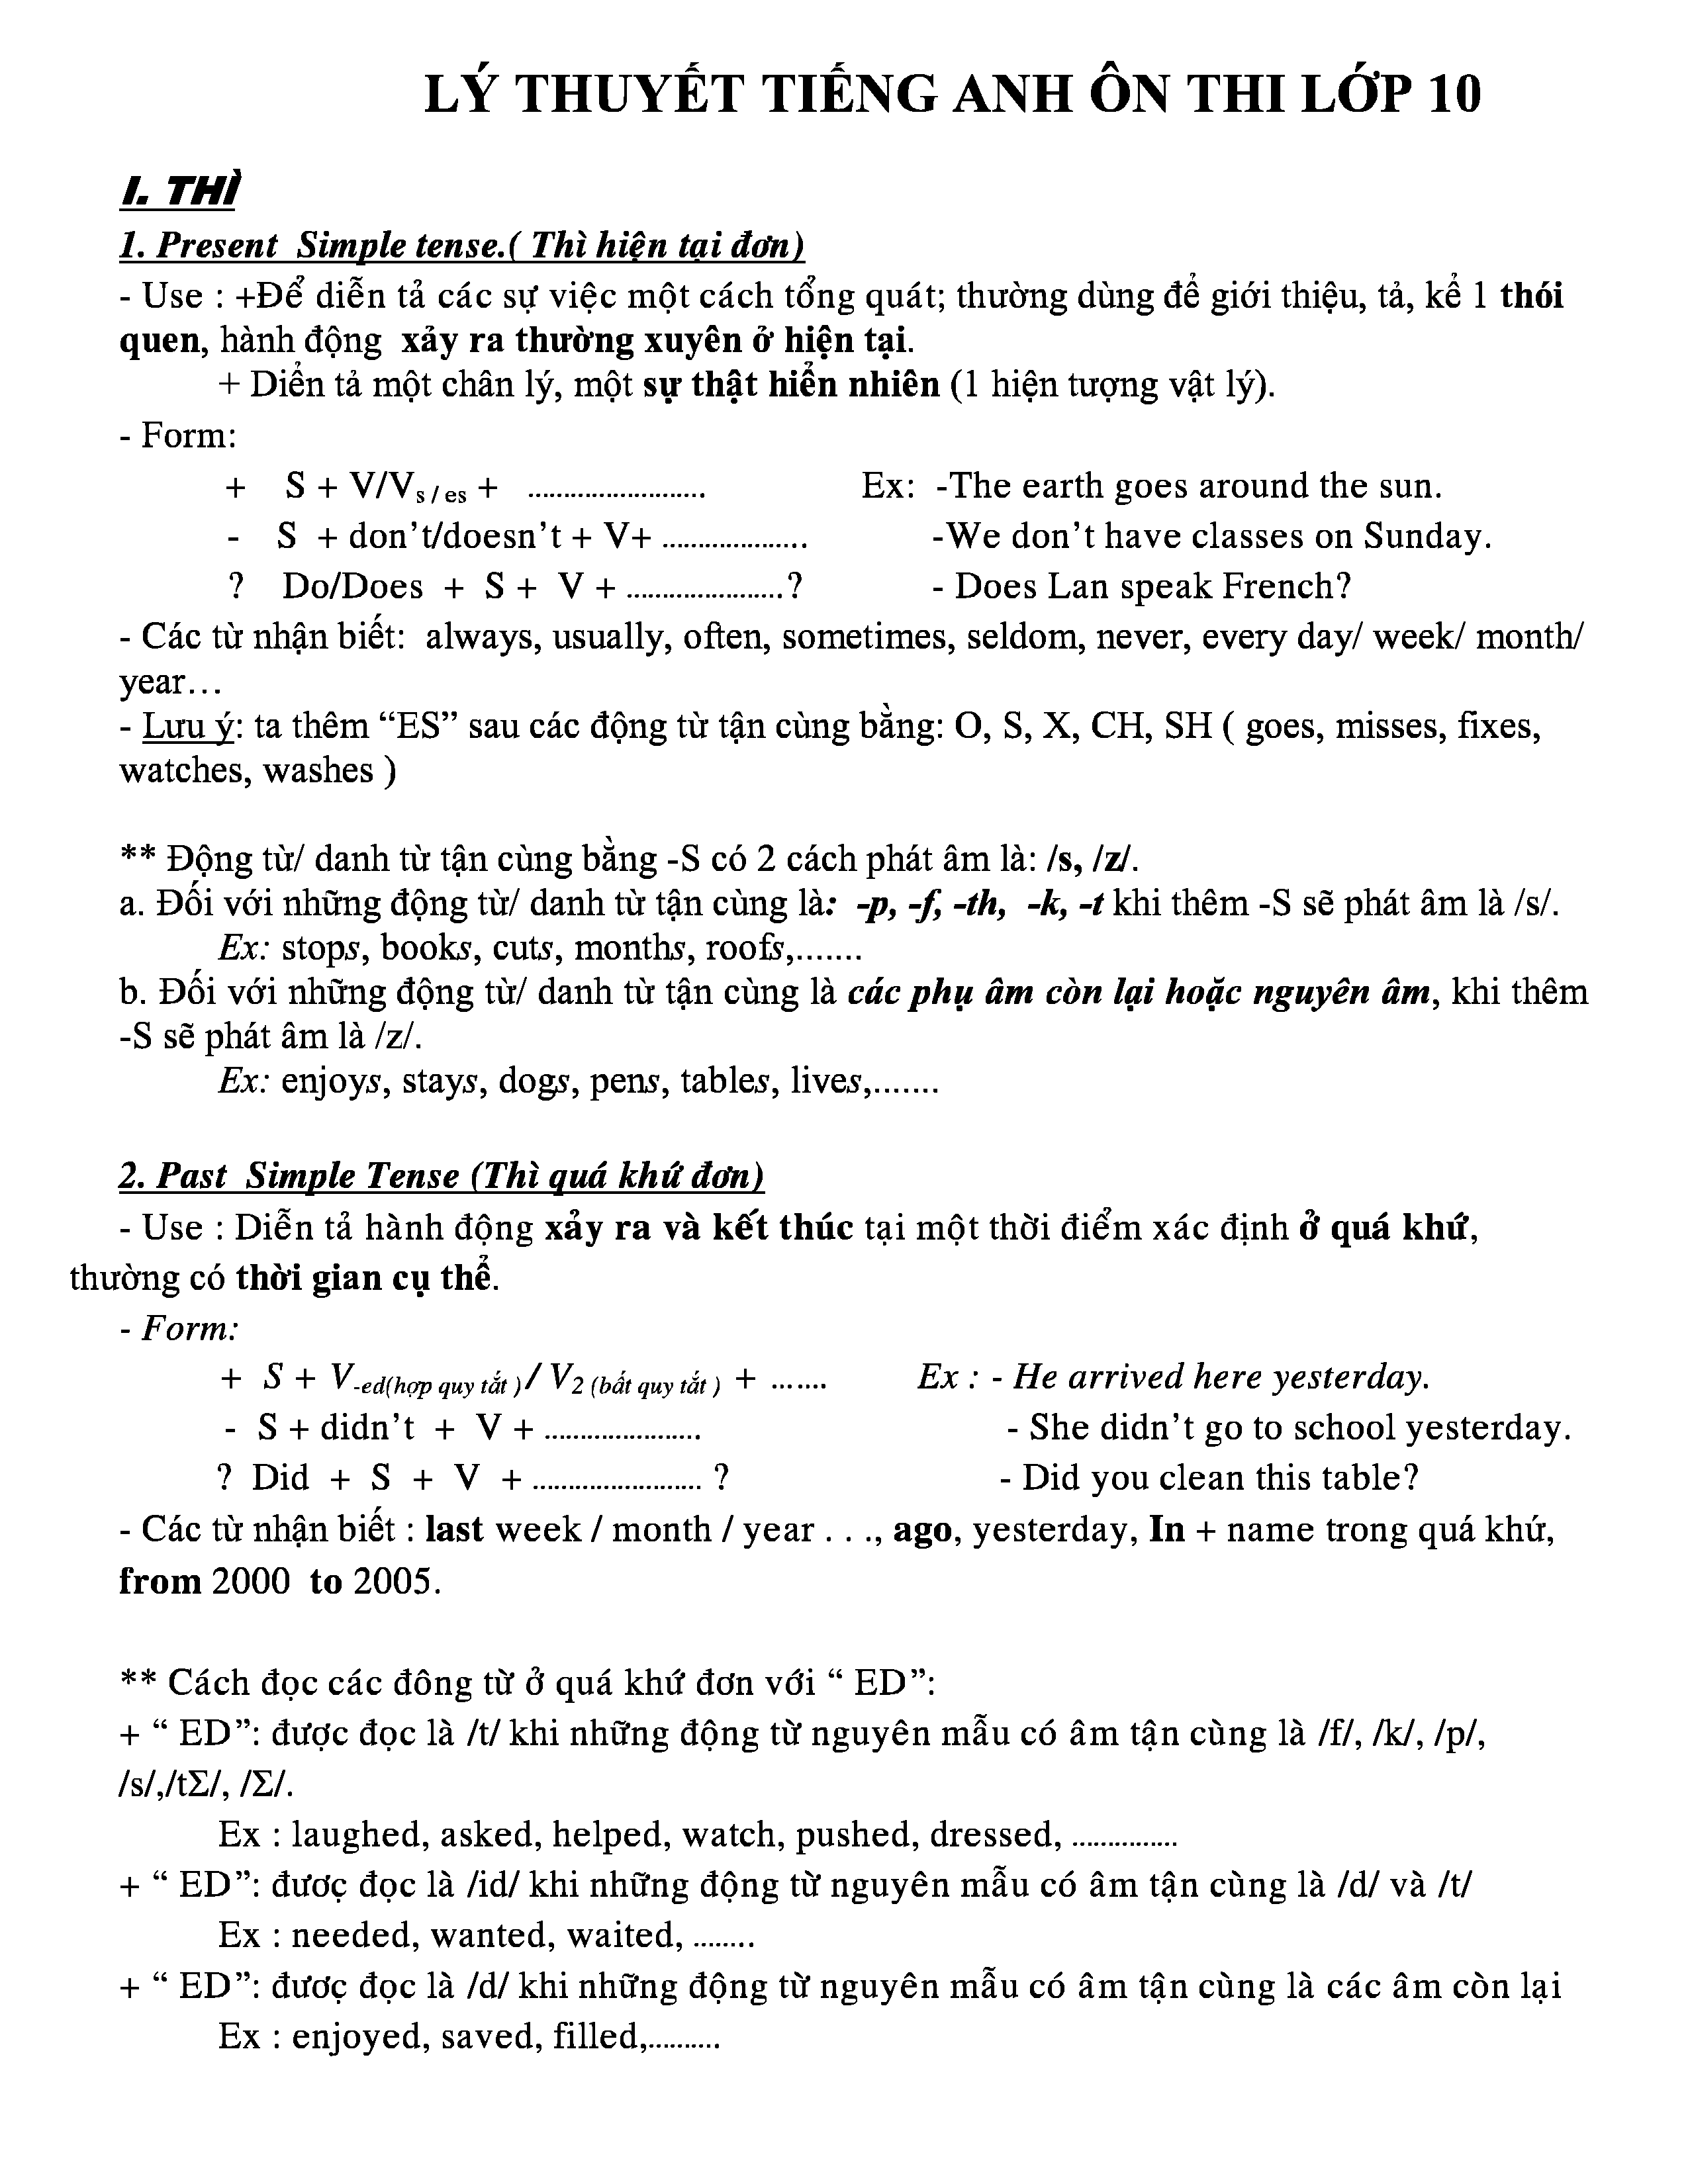 LÝ THUYẾT TIẾNG ANH ÔN THI LỚP 10
I. THÌ
1. Present Simple tense.( Thì hiện tại đơn)
- Use : +Để diễn tả các sự việc một cách tổng quát; thường dùng để giới thiệu, tả, kể 1 thói
quen, hành động xảy ra thường xuyên ở hiện tại.
+ Diển tả một chân lý, một sự thật hiển nhiên (1 hiện tượng vật lý).
- Form:
+ S + V/Vs / es + ......................... Ex: -The earth goes around the sun.
- S + don’t/doesn’t + V+ .................... -We don’t have classes on Sunday.
? Do/Does + S + V + ......................? - Does Lan speak French?
- Các từ nhận biết: always, usually, often, sometimes, seldom, never, every day/ week/ month/
year…
- Lưu ý: ta thêm “ES” sau các động từ tận cùng bằng: O, S, X, CH, SH ( goes, misses, fixes,
watches, washes )
** Động từ/ danh từ tận cùng bằng -S có 2 cách phát âm là: /s, /z/.
a. Đối với những động từ/ danh từ tận cùng là: -p, -f, -th, -k, -t khi thêm -S sẽ phát âm là /s/.
Ex: stops, books, cuts, months, roofs,.......
b. Đối với những động từ/ danh từ tận cùng là các phụ âm còn lại hoặc nguyên âm, khi thêm
-S sẽ phát âm là /z/.
Ex: enjoys, stays, dogs, pens, tables, lives,.......
2. Past Simple Tense (Thì quá khứ đơn)
- Use : Diễn tả hành động xảy ra và kết thúc tại một thời điểm xác định ở quá khứ,
thường có thời gian cụ thể.
- Form:
+ S + V-ed(hợp quy tắt ) / V2 (bất quy tắt ) + ....... Ex : - He arrived here yesterday.
- S + didn’t + V + ...................... - She didn’t go to school yesterday.
? Did + S + V + ........................ ? - Did you clean this table?
- Các từ nhận biết : last week / month / year . . ., ago, yesterday, In + name trong quá khứ,
from 2000 to 2005.
** Cách đọc các đông từ ở quá khứ đơn với “ ED”:
+ “ ED”: được đọc là /t/ khi những động từ nguyên mẫu có âm tận cùng là /f/, /k/, /p/,
/s/,/tΣ/, /Σ/.
Ex : laughed, asked, helped, watch, pushed, dressed, ...............
+ “ ED”: đươc̣ đọc là /id/ khi những động từ nguyên mẫu có âm tận cùng là /d/ và /t/
Ex : needed, wanted, waited, .........
+ “ ED”: đươc̣ đọc là /d/ khi những động từ nguyên mẫu có âm tận cùng là các âm còn lại
Ex : enjoyed, saved, filled,..........